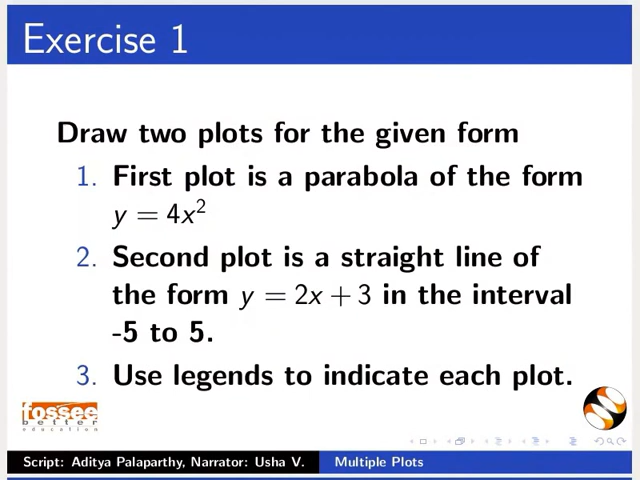 Exercise 1
Draw two plots for the given form
1. First plot is a parabola of the form
y = 4x²
2. Second plot is a straight line of
the form y = 2x + 3 in the interval
-5 to 5.
3. Use legends to indicate each plot.
fossee
better
education
Script: Aditya Palaparthy, Narrator: Usha V. Multiple Plots